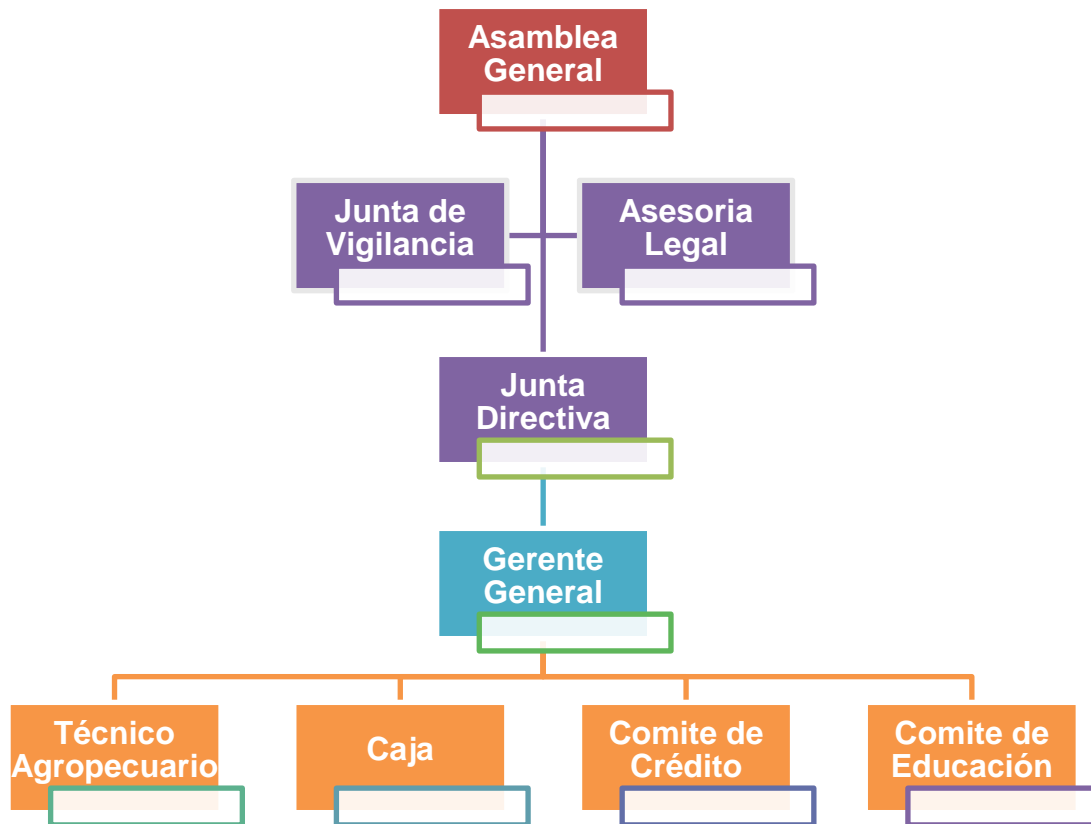 Asamblea
General
Junta de
Vigilancia
Asesoria
Legal
Junta
Directiva
Gerente
General
Técnico
Agropecuario
Caja
Comite de
Crédito
Comite de
Educación